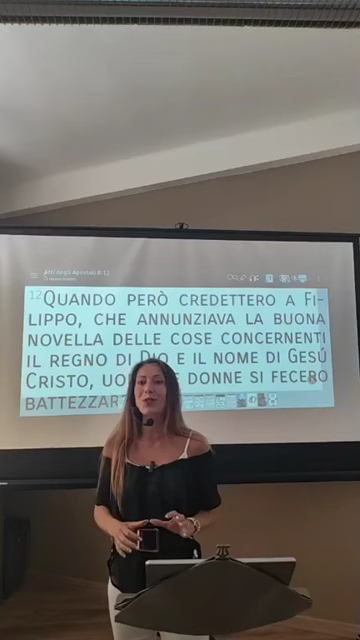 Atti degli Apostoli 8:12
12QUANDO PERÒ CREDETTERO A FI-
LIPPO, CHE ANNUNZIAVA LA BUONA
NOVELLA DELLE COSE CONCERNENTI
IL REGNO DI DIO E IL NOME DI GESÚ
CRISTO, UO E DONNE SI FECERO
BATTEZZAR